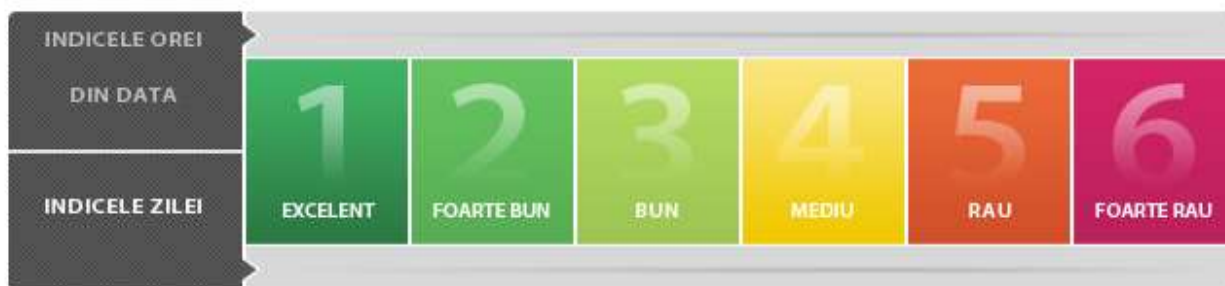 INDICELE OREI
DIN DATA
INDICELE ZILEI
1
EXCELENT
2
FOARTE BUN
3
BUN
4
MEDIU
5
RAU
6
FOARTE RAU